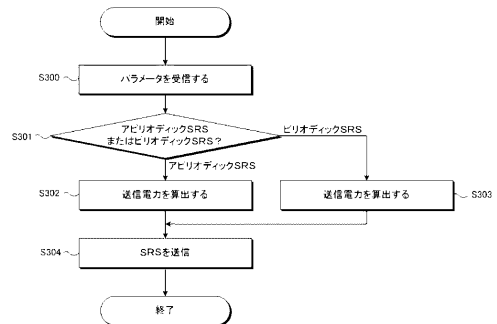 開始
S300
パラメータを受信する
S301
アピリオディックSRS
またはピリオディックSRS？
ピリオディックSRS
アピリオディックSRS
S302
送信電力を算出する
送信電力を算出する
S303
S304
SRSを送信
終了